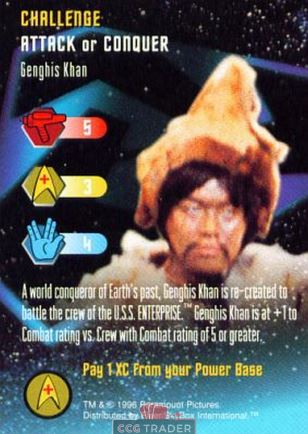 CHALLENGE
ATTACK or CONQUER
Genghis Khan
5
3
4
A world conqueror of Earth's past, Genghis Khan is re-created to
battle the crew of the U.S.S. ENTERPRISE.™ Genghis Khan is at +1 to
Combat rating vs. Crew with Combat rating of 5 or greater.
Pay 1 XC From your Power Base
TM & © 1996 Paramount Pictures.
Distributed by SkyBox International.™
CCG TRADER